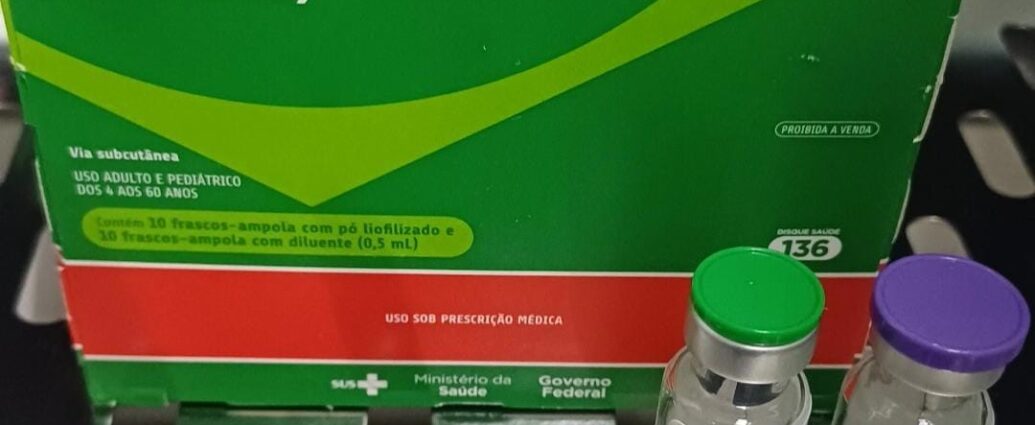 Via subcutânea
USO ADULTO E PEDIÁTRICO
DOS 4 AOS 60 ANOS
Contém 10 frascos-ampola com pó liofilizado e
10 frascos-ampola com diluente (0,5 mL)
PROIBIDA A VENDA
DISQUE SAÚDE
136
USO SOB PRESCRIÇÃO MÉDICA
SUS
Ministério da
Saúde
Governo
Federal